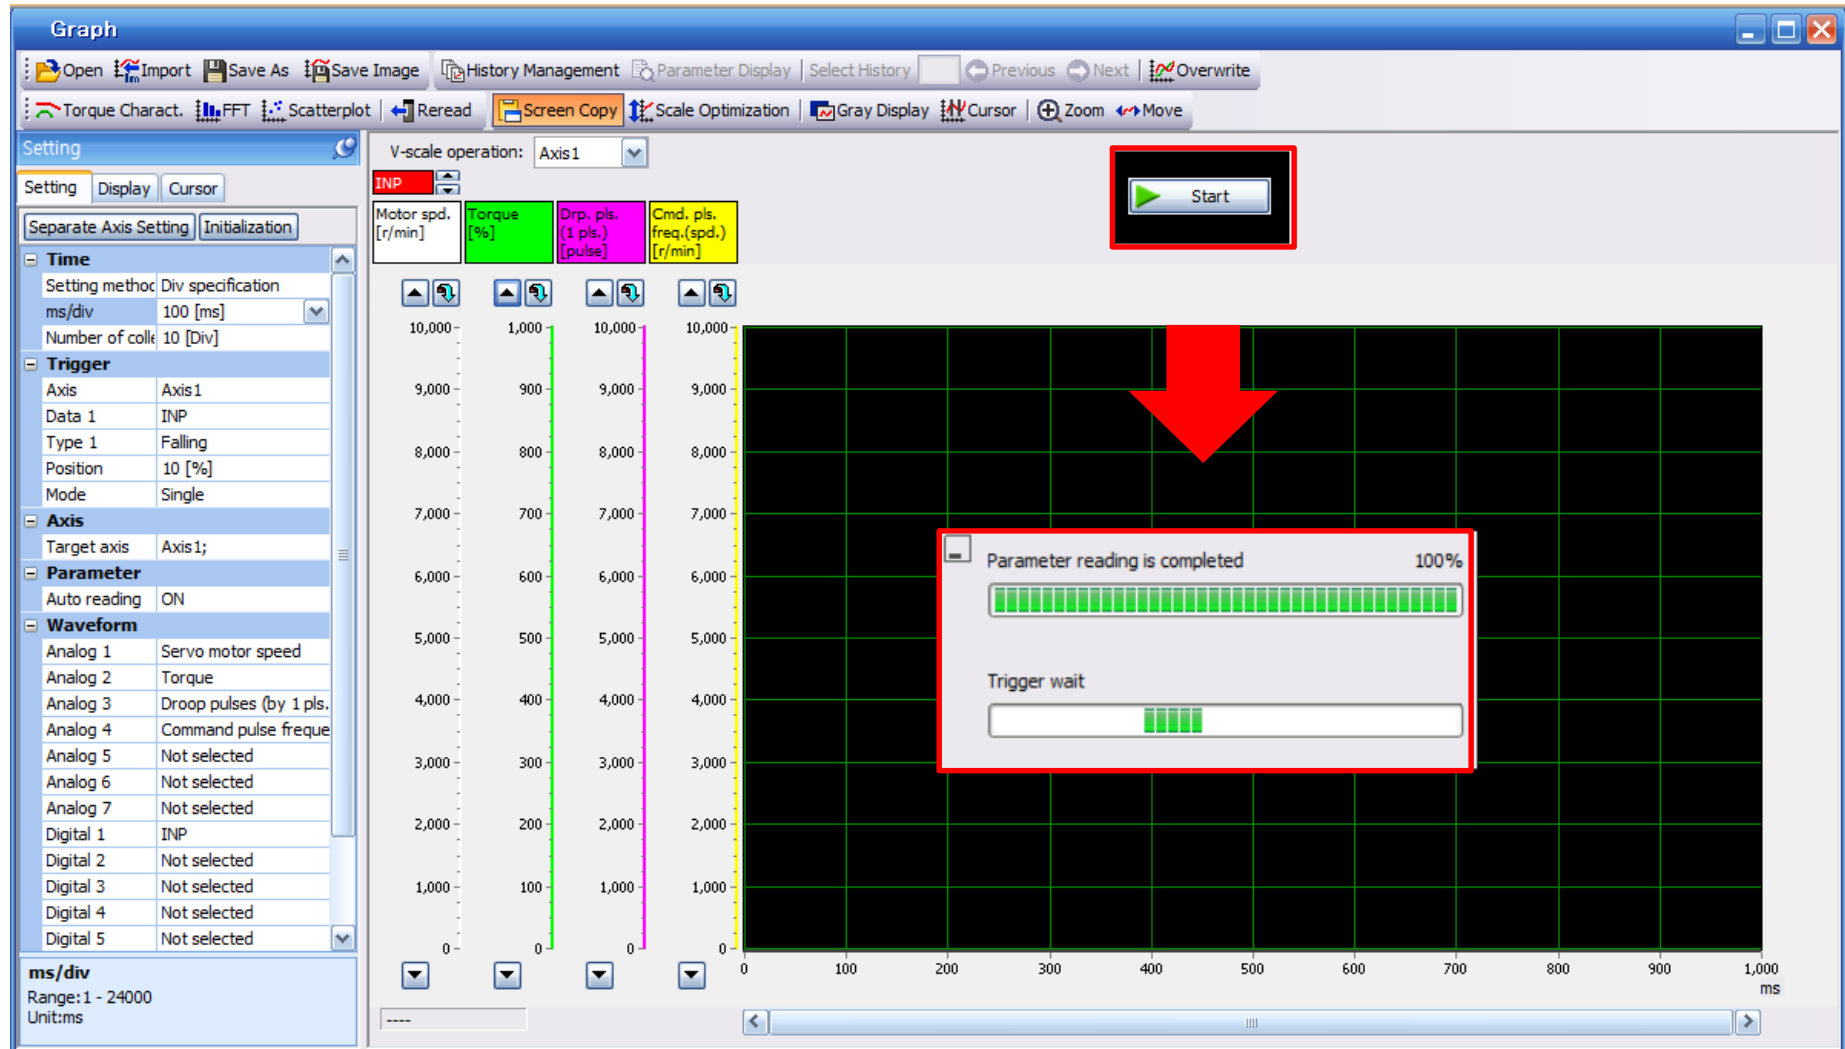 Graph
Open Import Save As Save Image History Management Parameter Display Select History Previous Next Overwrite
Torque Charact. FFT Scatterplot Reread Screen Copy Scale Optimization Gray Display Cursor Zoom Move
Setting
V-scale operation: Axis1
Setting Display Cursor
INP
Start
Separate Axis Setting Initialization
Motor spd. [r/min]
Torque [%]
Drp. pls. (1 pls.) [pulse]
Cmd. pls. freq.(spd.) [r/min]
Time
Setting method Div specification
ms/div 100 [ms]
Number of colle 10 [Div]
Trigger
Axis Axis1
Data 1 INP
Type 1 Falling
Position 10 [%]
Mode Single
Axis
Target axis Axis1;
Parameter
Auto reading ON
Waveform
Analog 1 Servo motor speed
Analog 2 Torque
Analog 3 Droop pulses (by 1 pls.
Analog 4 Command pulse freque
Analog 5 Not selected
Analog 6 Not selected
Analog 7 Not selected
Digital 1 INP
Digital 2 Not selected
Digital 3 Not selected
Digital 4 Not selected
Digital 5 Not selected
ms/div
Range:1 - 24000
Unit:ms
10,000 1,000 10,000 10,000
9,000 900 9,000 9,000
8,000 800 8,000 8,000
7,000 700 7,000 7,000
6,000 600 6,000 6,000
5,000 500 5,000 5,000
4,000 400 4,000 4,000
3,000 300 3,000 3,000
2,000 200 2,000 2,000
1,000 100 1,000 1,000
0 0 0 0
Parameter reading is completed 100%
Trigger wait
0 100 200 300 400 500 600 700 800 900 1,000
ms
----